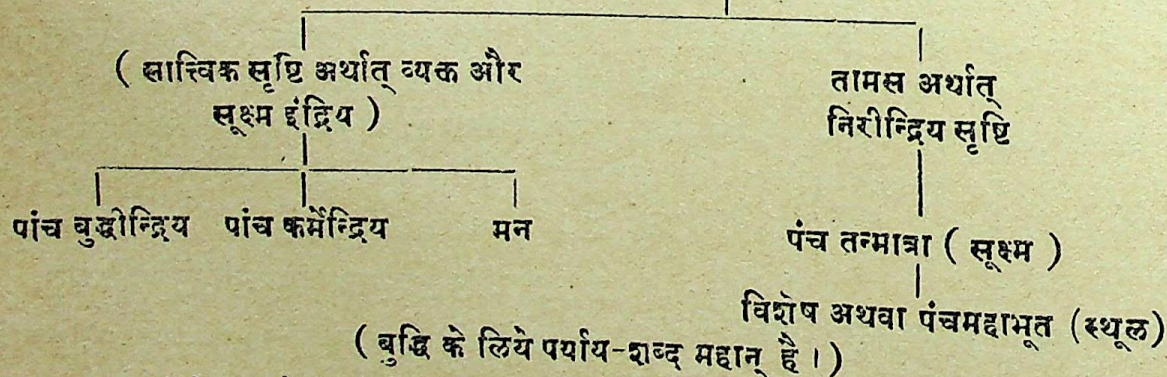 ( सात्त्विक सृष्टि अर्थात् व्यक्त और
सूक्ष्म इंद्रिय )
तामस अर्थात्
निरीन्द्रिय सृष्टि
पांच बुद्धीन्द्रिय पांच कर्मेन्द्रिय मन
पंच तन्मात्रा ( सूक्ष्म )
विशेष अथवा पंचमहाभूत (स्थूल)
( बुद्धि के लिये पर्याय-शब्द महान् है । )